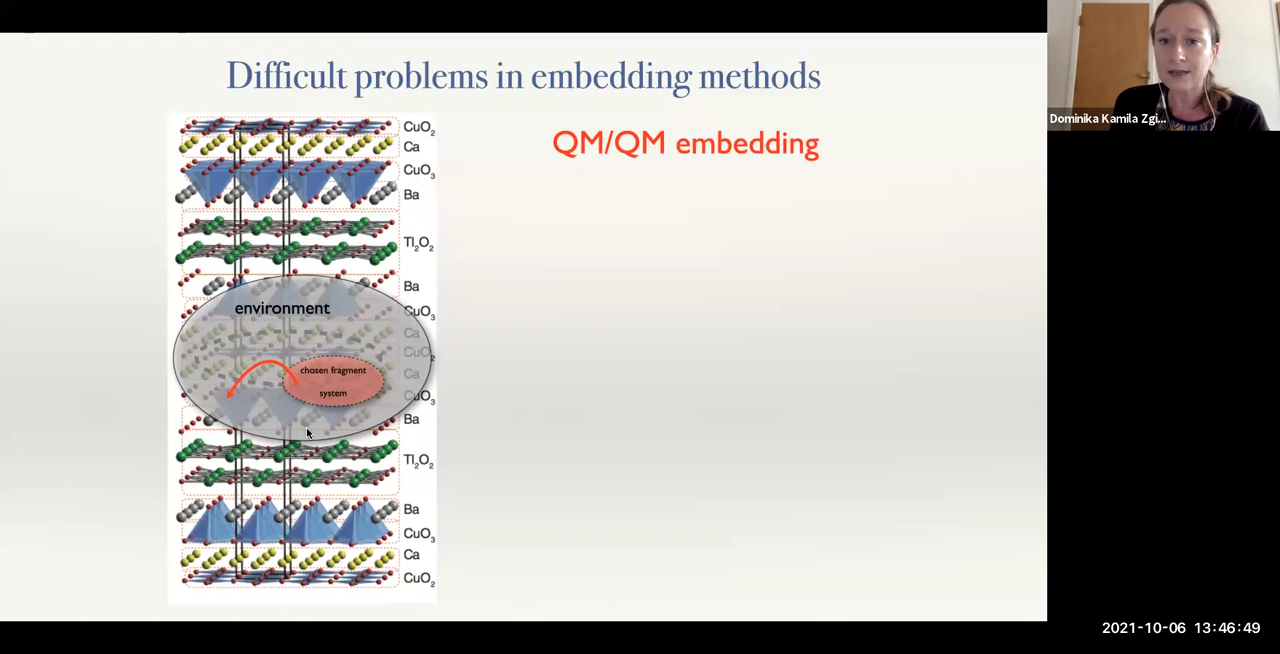 Difficult problems in embedding methods
QM/QM embedding
CuO2
Ca
CuO3
Ba
Tl2O2
Ba
CuO3
Ca
CuO2
Ca
CuO3
Ba
Tl2O2
Ba
CuO3
Ca
CuO2
environment
chosen fragment
system
Dominika Kamila Zgi...
2021-10-06 13:46:49